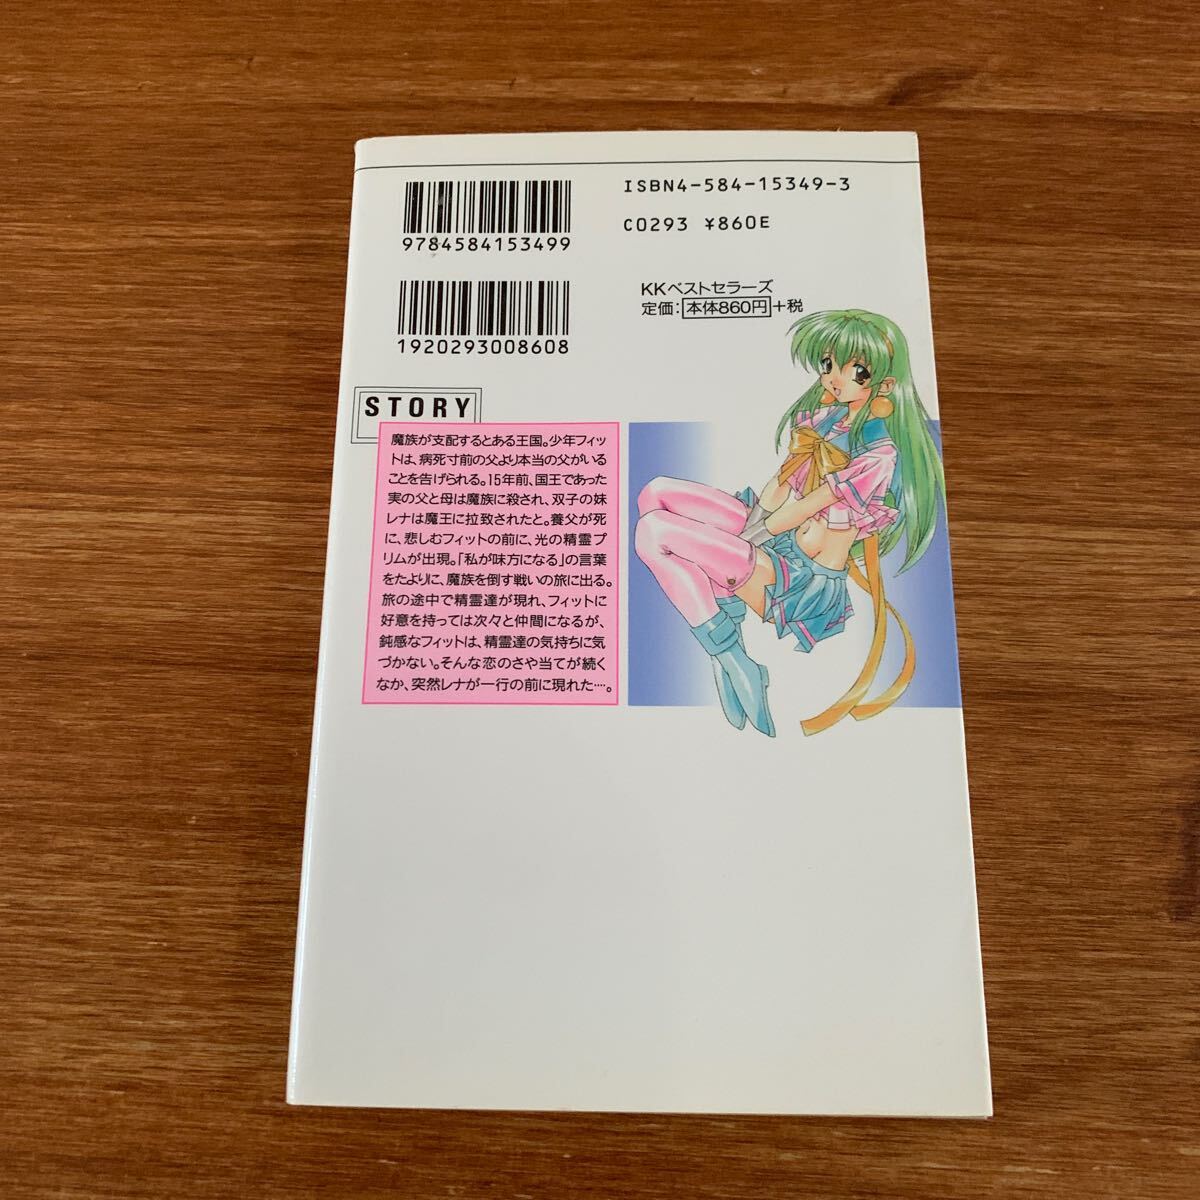 ISBN4-584-15349-3
9784584153499
C0293 ¥860E
KKベストセラーズ
定価：本体860円+税
1920293008608
STORY
魔族が支配するとある王国。少年フィッ
トは、病死寸前の父より本当の父がいる
ことを告げられる。15年前、国王であった
実の父と母は魔族に殺され、双子の妹
レナは魔王に拉致されたと。養父が死
に、悲しむフィットの前に、光の精霊プ
リムが出現。「私が味方になる」の言葉
をたよりに、魔族を倒す戦いの旅に出る。
旅の途中で精霊達が現れ、フィットに
好意を持っては次々と仲間になるが、
鈍感なフィットは、精霊達の気持ちに気
づかない。そんな恋のさや当てが続く
なか、突然レナが一行の前に現れた…。